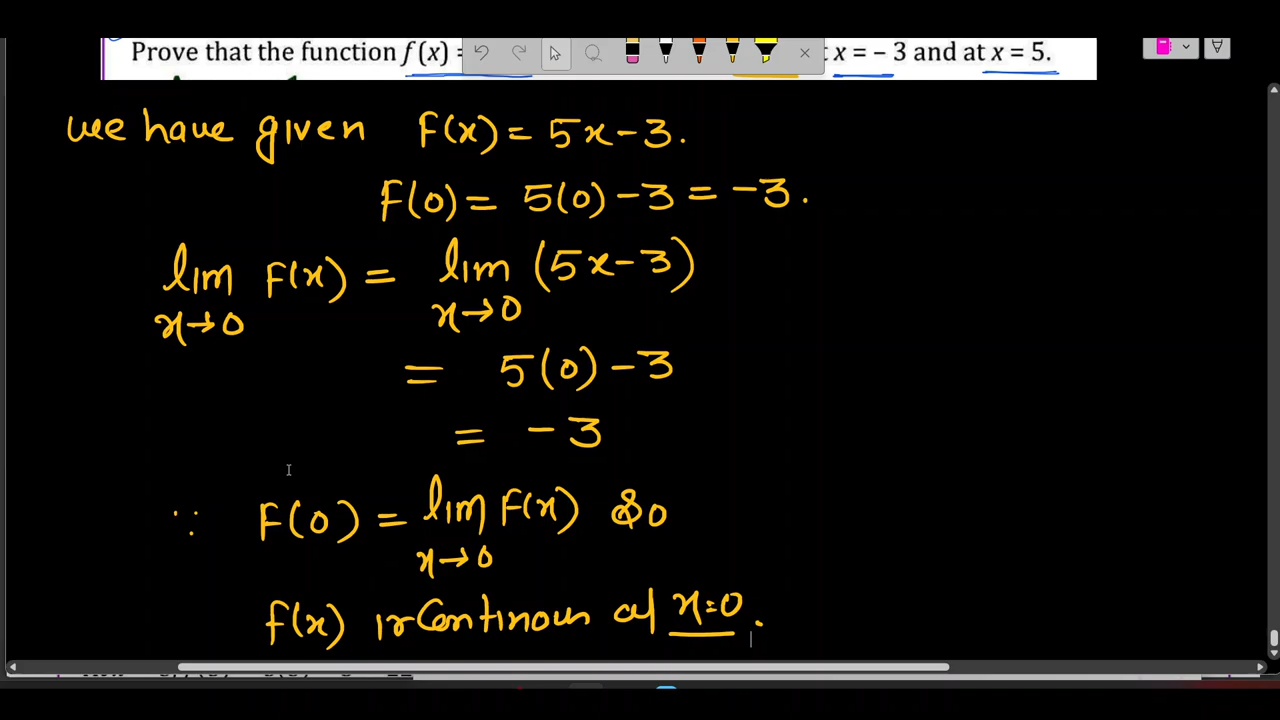 Prove that the function f (x) = x = – 3 and at x = 5.
we have given F(x) = 5x-3.
F(0) = 5(0) -3 = -3.
lim F(x) = lim (5x-3)
x→0 x→0
= 5(0) -3
= -3
∵ F(0) = lim F(x) So
x→0
f(x) is Continous at x=0.